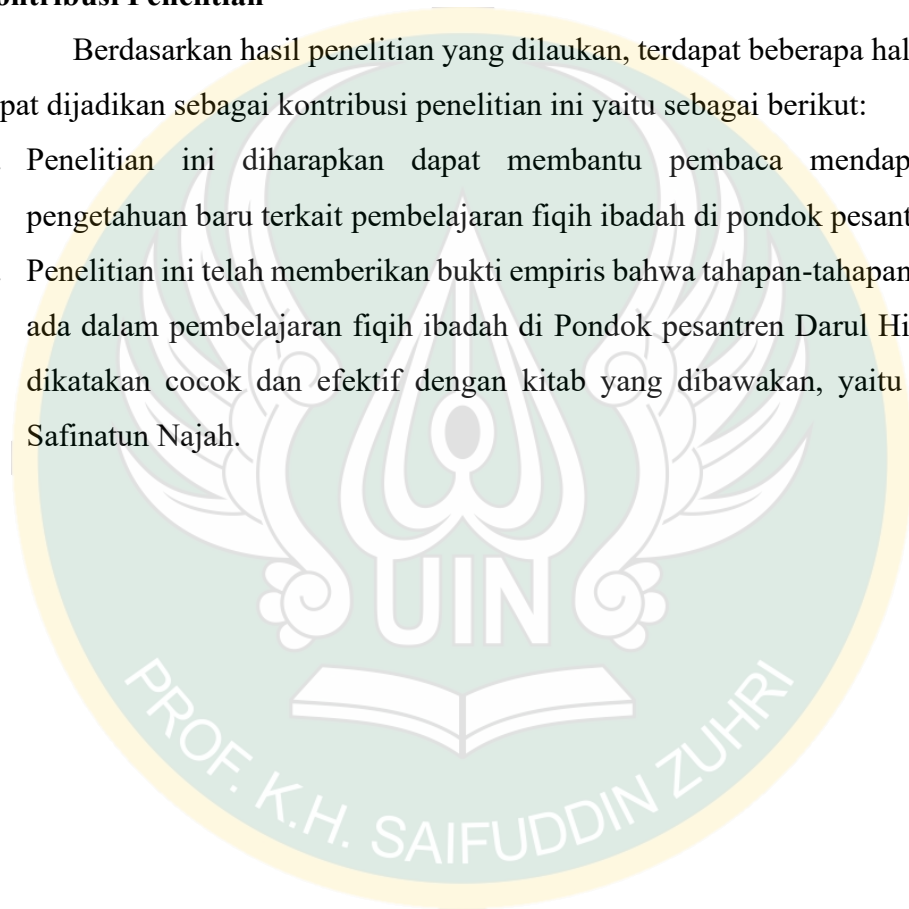 ontribusi Penelitian
Berdasarkan hasil penelitian yang dilaukan, terdapat beberapa hal
pat dijadikan sebagai kontribusi penelitian ini yaitu sebagai berikut:
Penelitian ini diharapkan dapat membantu pembaca mendap
pengetahuan baru terkait pembelajaran fiqih ibadah di pondok pesant
Penelitian ini telah memberikan bukti empiris bahwa tahapan-tahapan
ada dalam pembelajaran fiqih ibadah di Pondok pesantren Darul Hi
dikatakan cocok dan efektif dengan kitab yang dibawakan, yaitu
Safinatun Najah.
UIN
PROF. K.H. SAIFUDDIN ZUHRI